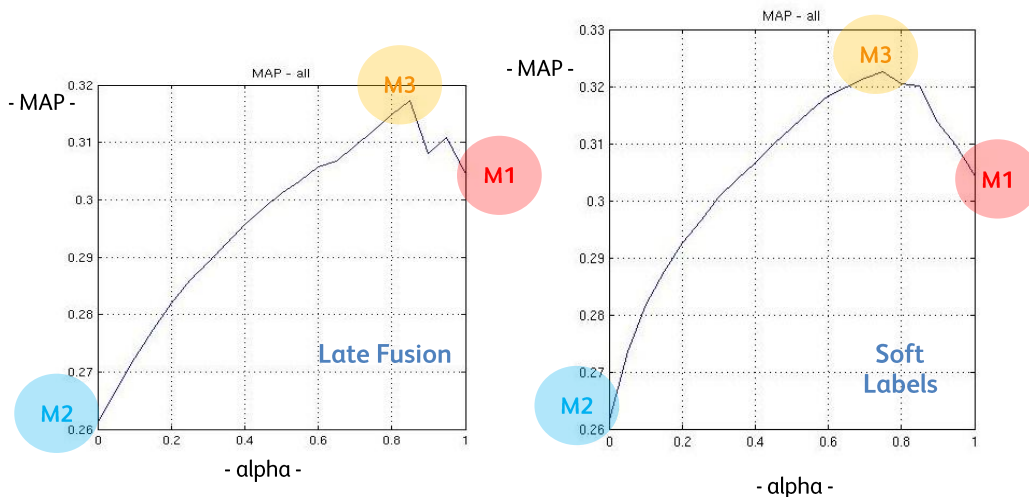 MAP - all
- MAP -
M3
0.32
0.31
0.3
0.29
0.28
0.27
0.26
M1
M2
Late Fusion
0
0.2
0.4
0.6
0.8
1
- alpha -
MAP - all
- MAP -
M3
0.33
0.32
0.31
0.3
0.29
0.28
0.27
0.26
M1
M2
Soft
Labels
0
0.2
0.4
0.6
0.8
1
- alpha -